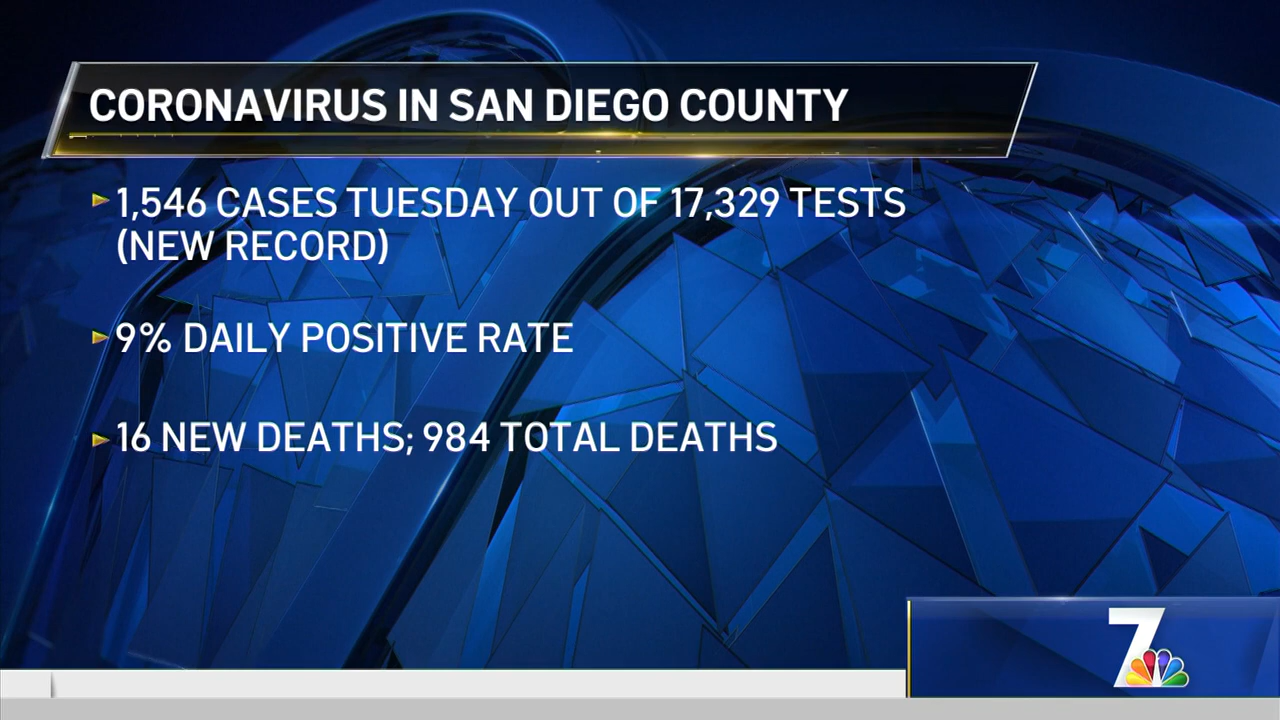 CORONAVIRUS IN SAN DIEGO COUNTY
1,546 CASES TUESDAY OUT OF 17,329 TESTS
(NEW RECORD)
9% DAILY POSITIVE RATE
16 NEW DEATHS; 984 TOTAL DEATHS
7